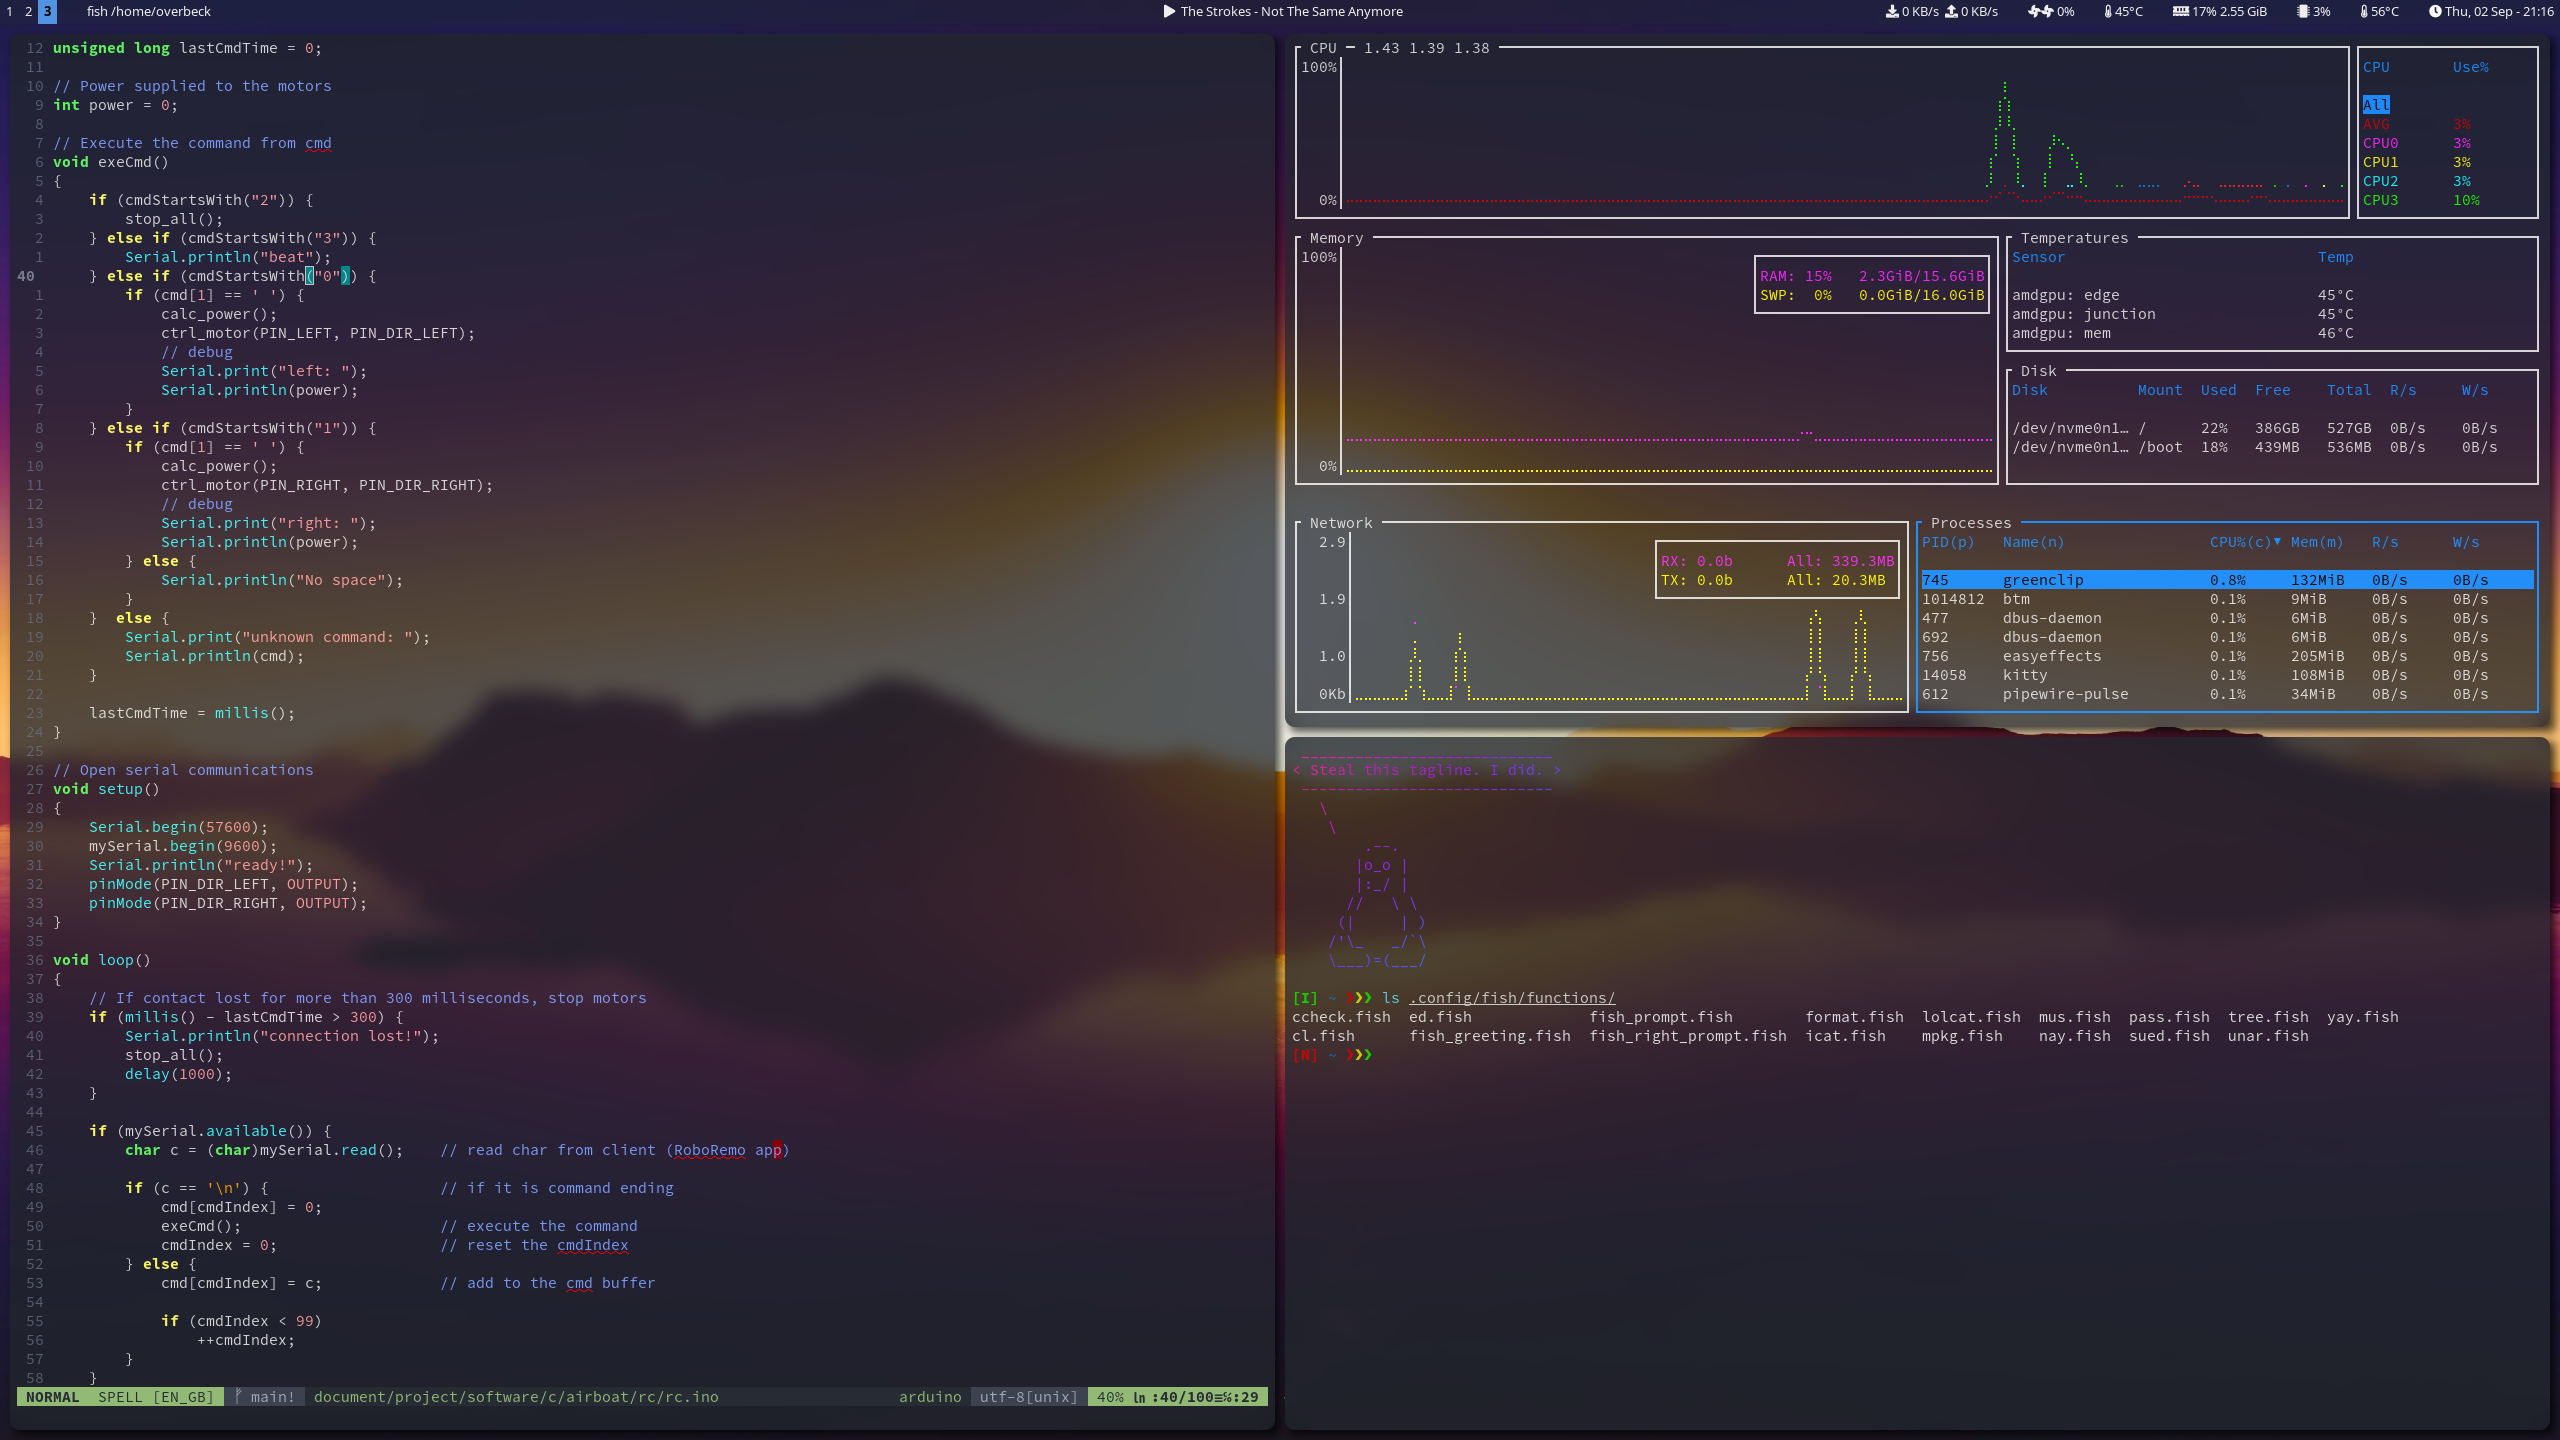 1 2 3 fish /home/overbeck
The Strokes - Not The Same Anymore
0 KB/s 0 KB/s 0% 45°C 17% 2.55 GiB 3% 56°C Thu, 02 Sep - 21:16
12 unsigned long lastCmdTime = 0;
11
10 // Power supplied to the motors
9 int power = 0;
8
7 // Execute the command from cmd
6 void exeCmd()
5 {
4     if (cmdStartsWith("2")) {
3         stop_all();
2     } else if (cmdStartsWith("3")) {
1         Serial.println("beat");
40     } else if (cmdStartsWith("0")) {
1         if (cmd[1] == ' ') {
2             calc_power();
3             ctrl_motor(PIN_LEFT, PIN_DIR_LEFT);
4             // debug
5             Serial.print("left: ");
6             Serial.println(power);
7         }
8     } else if (cmdStartsWith("1")) {
9         if (cmd[1] == ' ') {
10             calc_power();
11             ctrl_motor(PIN_RIGHT, PIN_DIR_RIGHT);
12             // debug
13             Serial.print("right: ");
14             Serial.println(power);
15         } else {
16             Serial.println("No space");
17         }
18     }  else {
19         Serial.print("unknown command: ");
20         Serial.println(cmd);
21     }
22
23     lastCmdTime = millis();
24 }
25
26 // Open serial communications
27 void setup()
28 {
29     Serial.begin(57600);
30     mySerial.begin(9600);
31     Serial.println("ready!");
32     pinMode(PIN_DIR_LEFT, OUTPUT);
33     pinMode(PIN_DIR_RIGHT, OUTPUT);
34 }
35
36 void loop()
37 {
38     // If contact lost for more than 300 milliseconds, stop motors
39     if (millis() - lastCmdTime > 300) {
40         Serial.println("connection lost!");
41         stop_all();
42         delay(1000);
43     }
44
45     if (mySerial.available()) {
46         char c = (char)mySerial.read();    // read char from client (RoboRemo app)
47
48         if (c == '\n') {                   // if it is command ending
49             cmd[cmdIndex] = 0;
50             exeCmd();                      // execute the command
51             cmdIndex = 0;                  // reset the cmdIndex
52         } else {
53             cmd[cmdIndex] = c;             // add to the cmd buffer
54
55             if (cmdIndex < 99)
56                 ++cmdIndex;
57         }
58     }
NORMAL SPELL [EN_GB] main! document/project/software/c/airboat/rc/rc.ino arduino utf-8[unix] 40% ln :40/100≡%:29
CPU — 1.43 1.39 1.38
100%
0%
CPU Use%
All
AVG 3%
CPU0 3%
CPU1 3%
CPU2 3%
CPU3 10%
Memory
100%
RAM: 15% 2.3GiB/15.6GiB
SWP: 0% 0.0GiB/16.0GiB
0%
Temperatures
Sensor Temp
amdgpu: edge 45°C
amdgpu: junction 45°C
amdgpu: mem 46°C
Disk
Disk Mount Used Free Total R/s W/s
/dev/nvme0n1… / 22% 386GB 527GB 0B/s 0B/s
/dev/nvme0n1… /boot 18% 439MB 536MB 0B/s 0B/s
Network
2.9
RX: 0.0b All: 339.3MB
TX: 0.0b All: 20.3MB
1.9
1.0
0Kb
Processes
PID(p) Name(n) CPU%(c)▼ Mem(m) R/s W/s
745 greenclip 0.8% 132MiB 0B/s 0B/s
1014812 btm 0.1% 9MiB 0B/s 0B/s
477 dbus-daemon 0.1% 6MiB 0B/s 0B/s
692 dbus-daemon 0.1% 6MiB 0B/s 0B/s
756 easyeffects 0.1% 205MiB 0B/s 0B/s
14058 kitty 0.1% 108MiB 0B/s 0B/s
612 pipewire-pulse 0.1% 34MiB 0B/s 0B/s
 ____________________________
< Steal this tagline. I did. >
 ----------------------------
   \
    \
        .--.
       |o_o |
       |:_/ |
      //   \ \
     (|     | )
    /'\_   _/`\
    \___)=(___/
[I] ~ ❯❯❯ ls .config/fish/functions/
ccheck.fish ed.fish fish_prompt.fish format.fish lolcat.fish mus.fish pass.fish tree.fish yay.fish
cl.fish fish_greeting.fish fish_right_prompt.fish icat.fish mpkg.fish nay.fish sued.fish unar.fish
[N] ~ ❯❯❯